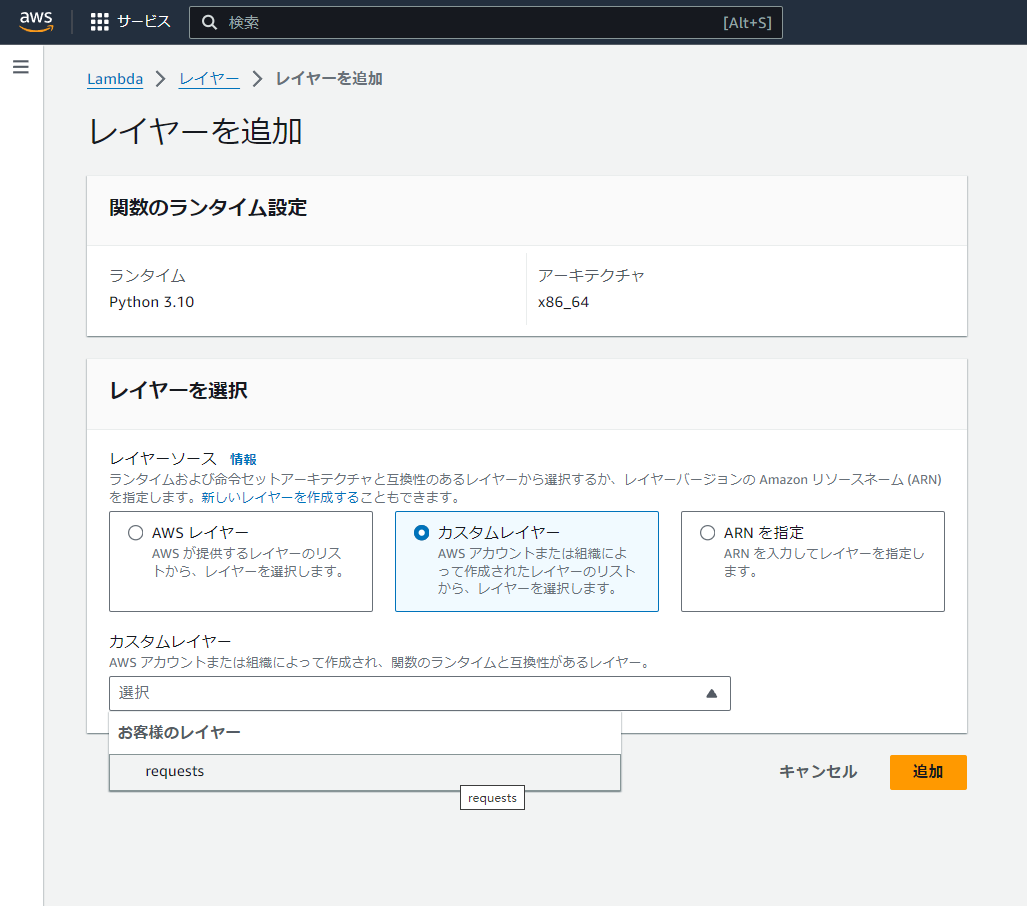 aws サービス 検索 [Alt+S]
Lambda > レイヤー > レイヤーを追加
レイヤーを追加
関数のランタイム設定
ランタイム
Python 3.10
アーキテクチャ
x86_64
レイヤーを選択
レイヤーソース 情報
ランタイムおよび命令セットアーキテクチャと互換性のあるレイヤーから選択するか、レイヤーバージョンの Amazon リソースネーム (ARN)
を指定します。新しいレイヤーを作成することもできます。
AWS レイヤー
AWS が提供するレイヤーのリス
トから、レイヤーを選択します。
カスタムレイヤー
AWS アカウントまたは組織によ
って作成されたレイヤーのリスト
から、レイヤーを選択します。
ARN を指定
ARN を入力してレイヤーを指定し
ます。
カスタムレイヤー
AWS アカウントまたは組織によって作成され、関数のランタイムと互換性があるレイヤー。
選択
お客様のレイヤー
requests
キャンセル
追加
requests